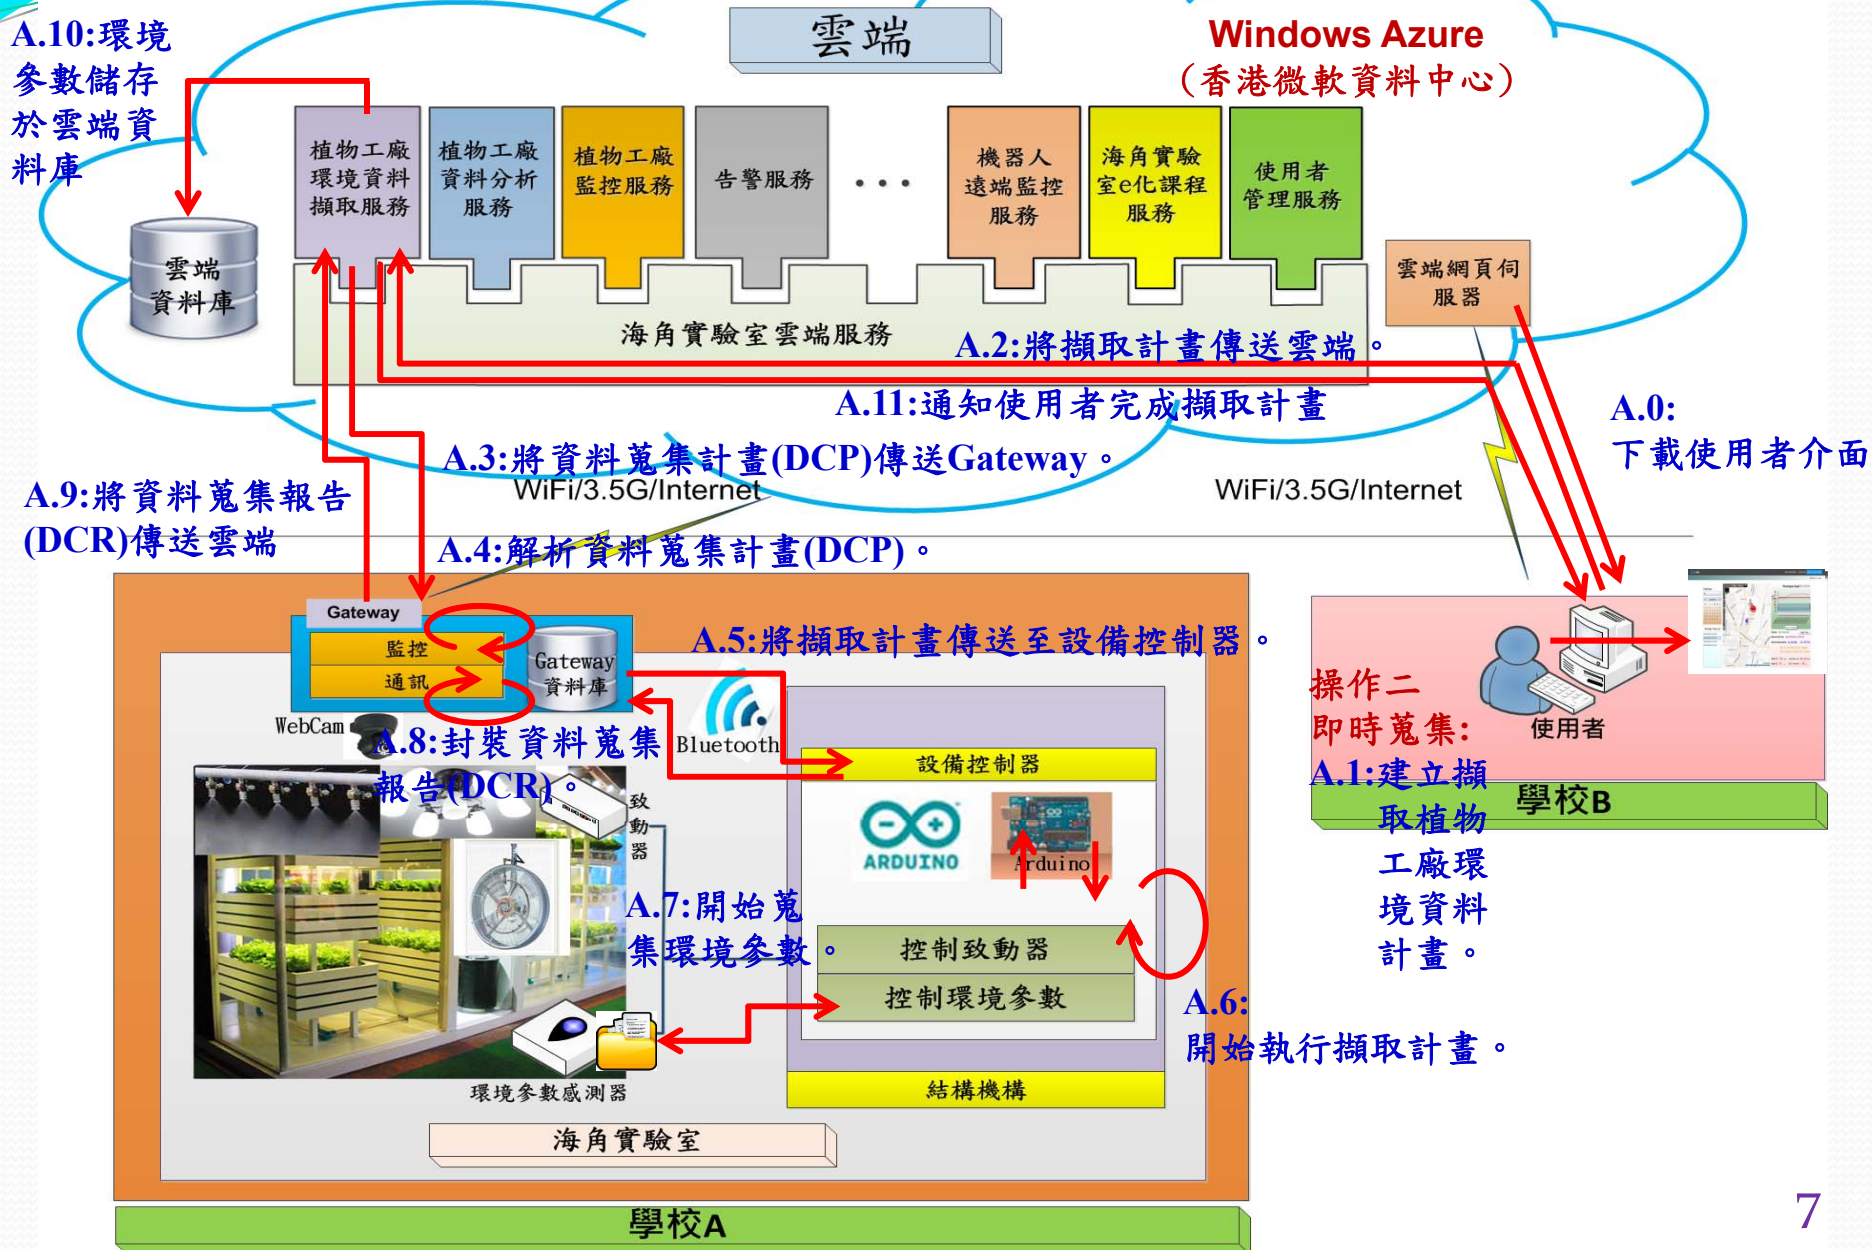 雲端
Windows Azure
（香港微軟資料中心）
A.10:環境
參數儲存
於雲端資
料庫
植物工廠
環境資料
擷取服務
植物工廠
資料分析
服務
植物工廠
監控服務
告警服務
• • •
機器人
遠端監控
服務
海角實驗
室e化課程
服務
使用者
管理服務
雲端
資料庫
雲端網頁伺
服器
海角實驗室雲端服務
A.2:將擷取計畫傳送雲端。
A.11:通知使用者完成擷取計畫
A.0:
下載使用者介面
A.3:將資料蒐集計畫(DCP)傳送Gateway。
WiFi/3.5G/Internet
WiFi/3.5G/Internet
A.9:將資料蒐集報告
(DCR)傳送雲端
A.4:解析資料蒐集計畫(DCP)。
Gateway
監控
通訊
Gateway
資料庫
A.5:將擷取計畫傳送至設備控制器。
WebCam
A.8:封裝資料蒐集
報告(DCR)。
Bluetooth
設備控制器
致
動
器
ARDUINO
Arduino
A.7:開始蒐
集環境參數。
控制致動器
控制環境參數
A.6:
開始執行擷取計畫。
環境參數感測器
結構機構
海角實驗室
學校A
使用者
操作二
即時蒐集:
A.1:建立擷
取植物
工廠環
境資料
計畫。
學校B
7